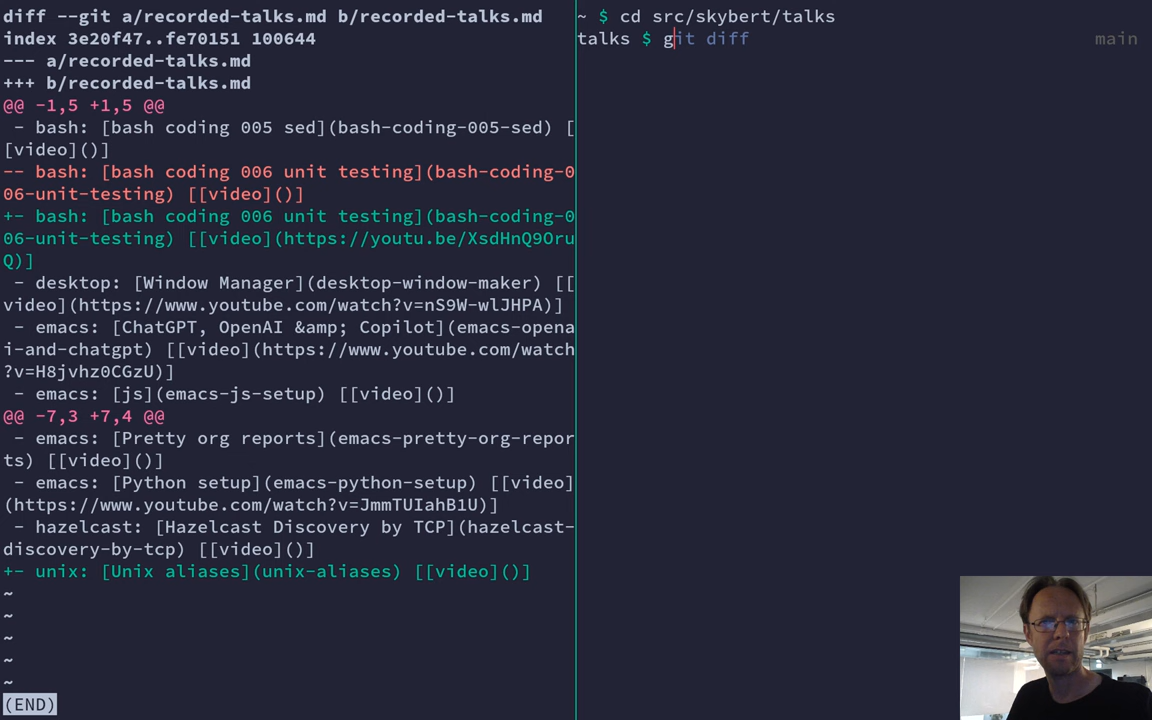 diff --git a/recorded-talks.md b/recorded-talks.md
index 3e20f47..fe70151 100644
--- a/recorded-talks.md
+++ b/recorded-talks.md
@@ -1,5 +1,5 @@
 - bash: [bash coding 005 sed](bash-coding-005-sed) [
[video]()]
-- bash: [bash coding 006 unit testing](bash-coding-0
06-unit-testing) [[video]()]
+- bash: [bash coding 006 unit testing](bash-coding-0
06-unit-testing) [[video](https://youtu.be/XsdHnQ9Oru
Q)]
 - desktop: [Window Manager](desktop-window-maker) [[
video](https://www.youtube.com/watch?v=nS9W-wlJHPA)]
 - emacs: [ChatGPT, OpenAI &amp; Copilot](emacs-opena
i-and-chatgpt) [[video](https://www.youtube.com/watch
?v=H8jvhz0CGzU)]
 - emacs: [js](emacs-js-setup) [[video]()]
@@ -7,3 +7,4 @@
 - emacs: [Pretty org reports](emacs-pretty-org-repor
ts) [[video]()]
 - emacs: [Python setup](emacs-python-setup) [[video]
(https://www.youtube.com/watch?v=JmmTUIahB1U)]
 - hazelcast: [Hazelcast Discovery by TCP](hazelcast-
discovery-by-tcp) [[video]()]
+- unix: [Unix aliases](unix-aliases) [[video]()]
~
~
~
~
~
(END)
~ $ cd src/skybert/talks
talks $ git diff main